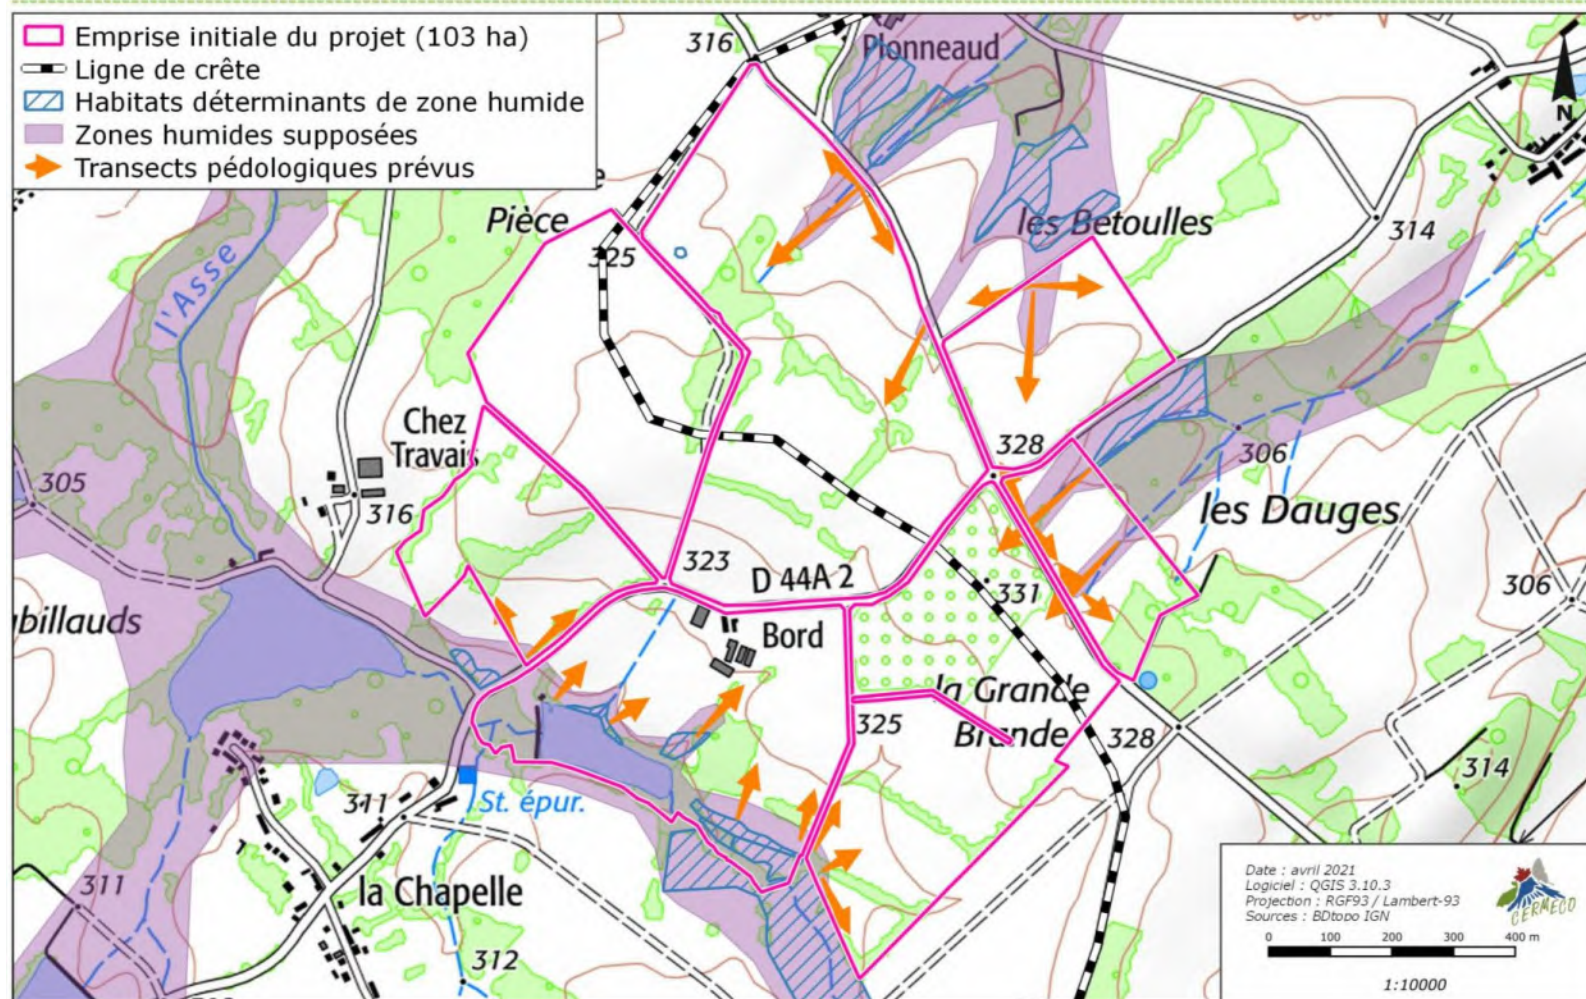 Emprise initiale du projet (103 ha)
Ligne de crête
Habitats déterminants de zone humide
Zones humides supposées
Transects pédologiques prévus
316
Plonneaud
N
Pièce
325
les Betoulles
314
l'Asse
Chez
Travais
305
316
328
306
les Dauges
323
D 44A 2
331
306
billauds
Bord
la Grande
Brande
325
328
314
311
St. épur.
la Chapelle
311
312
Date : avril 2021
Logiciel : QGIS 3.10.3
Projection : RGF93 / Lambert-93
Sources : BDtopo IGN
CERMECO
0 100 200 300 400 m
1:10000